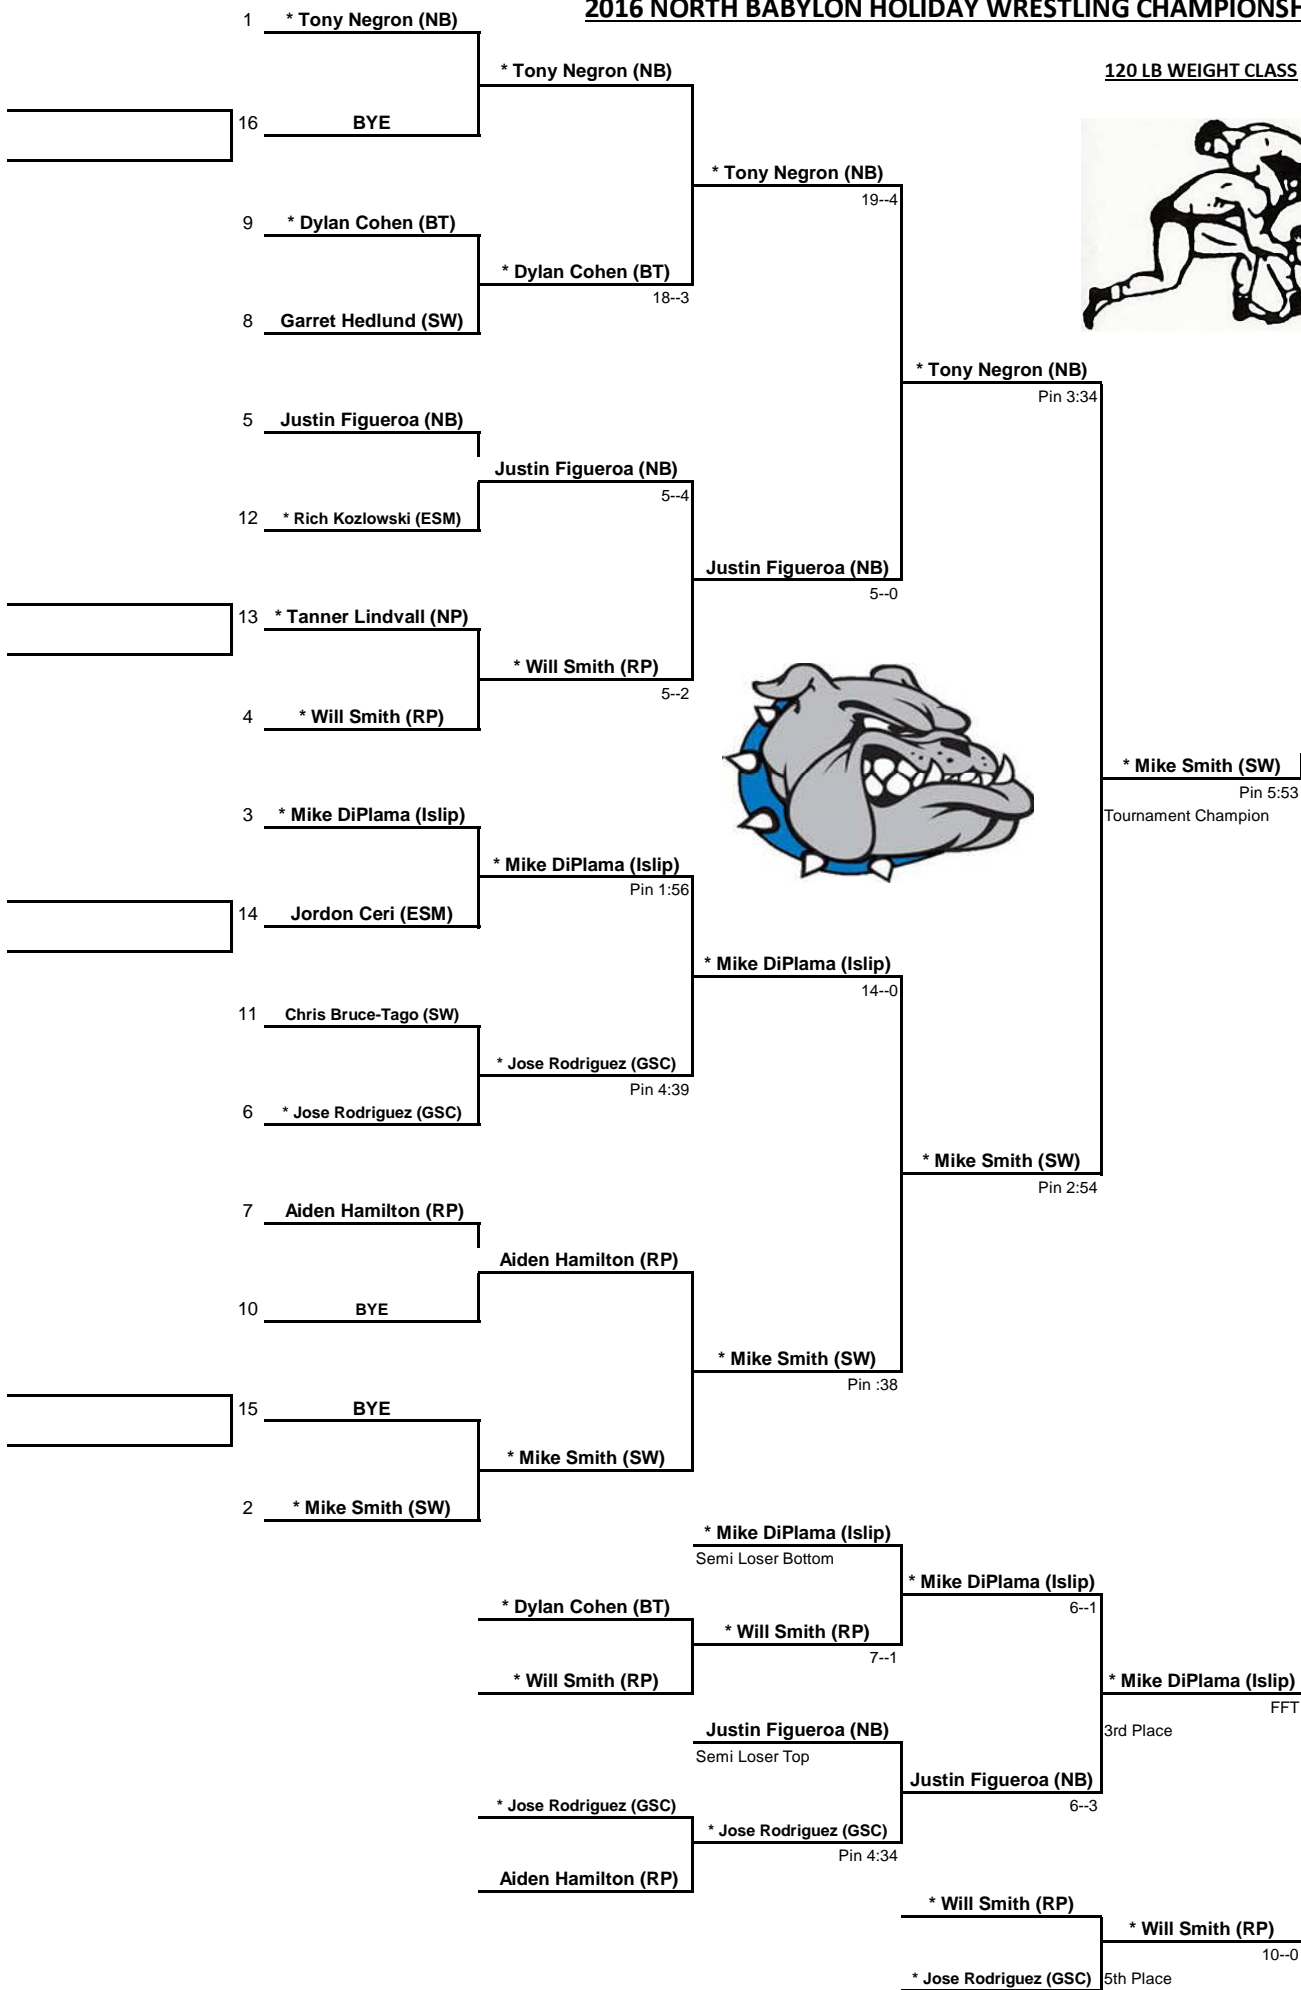 2016 NORTH BABYLON HOLIDAY WRESTLING CHAMPIONSH
120 LB WEIGHT CLASS
1 * Tony Negron (NB)
* Tony Negron (NB)
16 BYE
* Tony Negron (NB)
19--4
9 * Dylan Cohen (BT)
* Dylan Cohen (BT)
18--3
8 Garret Hedlund (SW)
* Tony Negron (NB)
Pin 3:34
5 Justin Figueroa (NB)
Justin Figueroa (NB)
5--4
12 * Rich Kozlowski (ESM)
Justin Figueroa (NB)
5--0
13 * Tanner Lindvall (NP)
* Will Smith (RP)
5--2
4 * Will Smith (RP)
* Mike Smith (SW)
Pin 5:53
Tournament Champion
3 * Mike DiPlama (Islip)
* Mike DiPlama (Islip)
Pin 1:56
14 Jordon Ceri (ESM)
* Mike DiPlama (Islip)
14--0
11 Chris Bruce-Tago (SW)
* Jose Rodriguez (GSC)
Pin 4:39
6 * Jose Rodriguez (GSC)
* Mike Smith (SW)
Pin 2:54
7 Aiden Hamilton (RP)
Aiden Hamilton (RP)
10 BYE
* Mike Smith (SW)
Pin :38
15 BYE
* Mike Smith (SW)
2 * Mike Smith (SW)
* Mike DiPlama (Islip)
Semi Loser Bottom
* Mike DiPlama (Islip)
6--1
* Dylan Cohen (BT)
* Will Smith (RP)
7--1
* Will Smith (RP)
* Mike DiPlama (Islip)
FFT
3rd Place
Justin Figueroa (NB)
Semi Loser Top
Justin Figueroa (NB)
6--3
* Jose Rodriguez (GSC)
* Jose Rodriguez (GSC)
Pin 4:34
Aiden Hamilton (RP)
* Will Smith (RP)
* Will Smith (RP)
10--0
* Jose Rodriguez (GSC)
5th Place